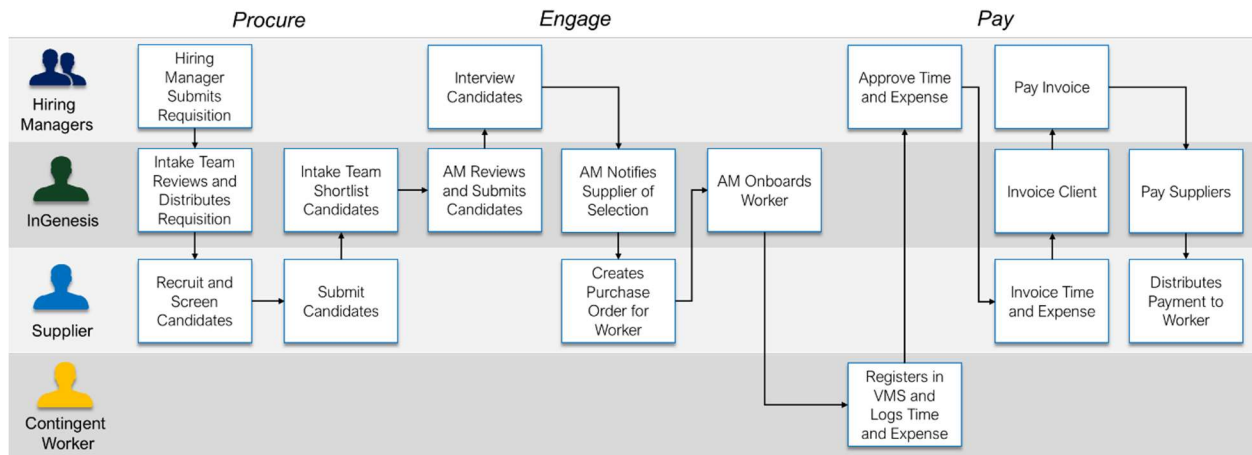 Procure
Engage
Pay
Hiring
Managers
Hiring
Manager
Submits
Requisition
Interview
Candidates
Approve Time
and Expense
Pay Invoice
InGenesis
Intake Team
Reviews and
Distributes
Requisition
Intake Team
Shortlist
Candidates
AM Reviews
and Submits
Candidates
AM Notifies
Supplier of
Selection
AM Onboards
Worker
Invoice Client
Pay Suppliers
Supplier
Recruit and
Screen
Candidates
Submit
Candidates
Creates
Purchase
Order for
Worker
Invoice Time
and Expense
Distributes
Payment to
Worker
Contingent
Worker
Registers in
VMS and
Logs Time
and Expense